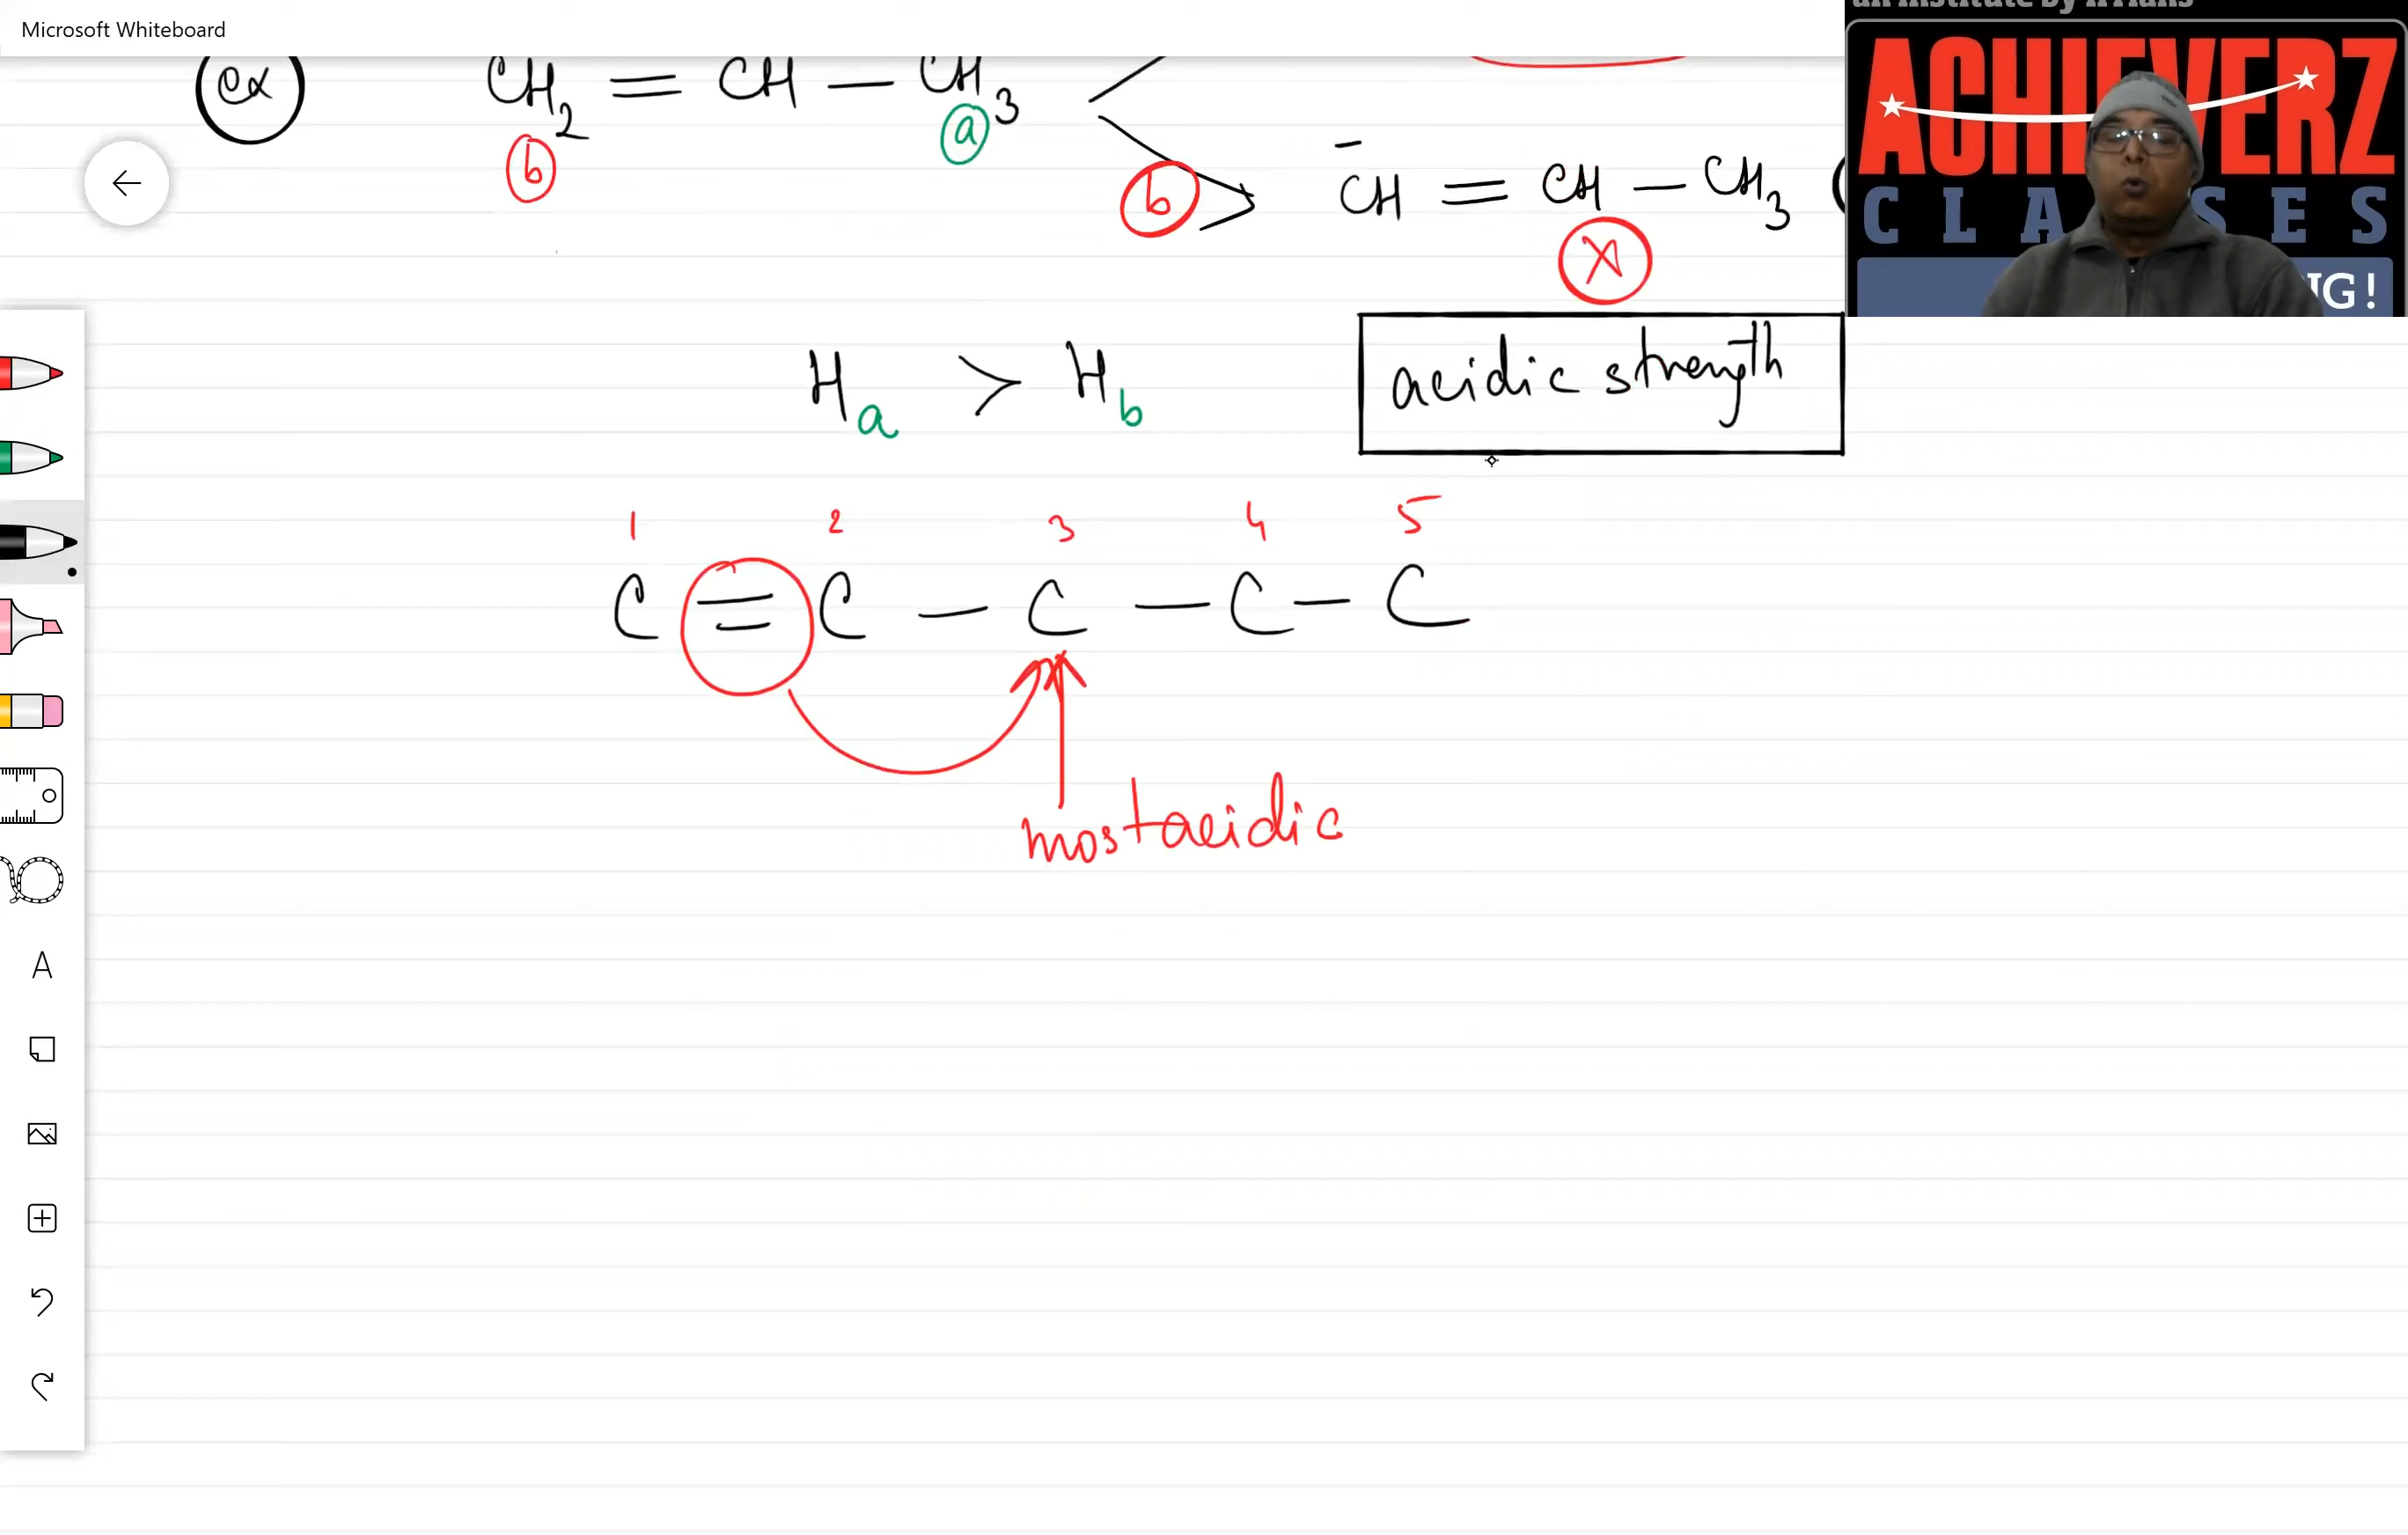 Microsoft Whiteboard
ex CH2 = CH – CH3
b a
b C̄H = CH – CH3 (
X
Ha > Hb acidic strength
1 2 3 4 5
C = C – C – C – C
most acidic
ACHIEVERZ
CLASSES
NG!
A